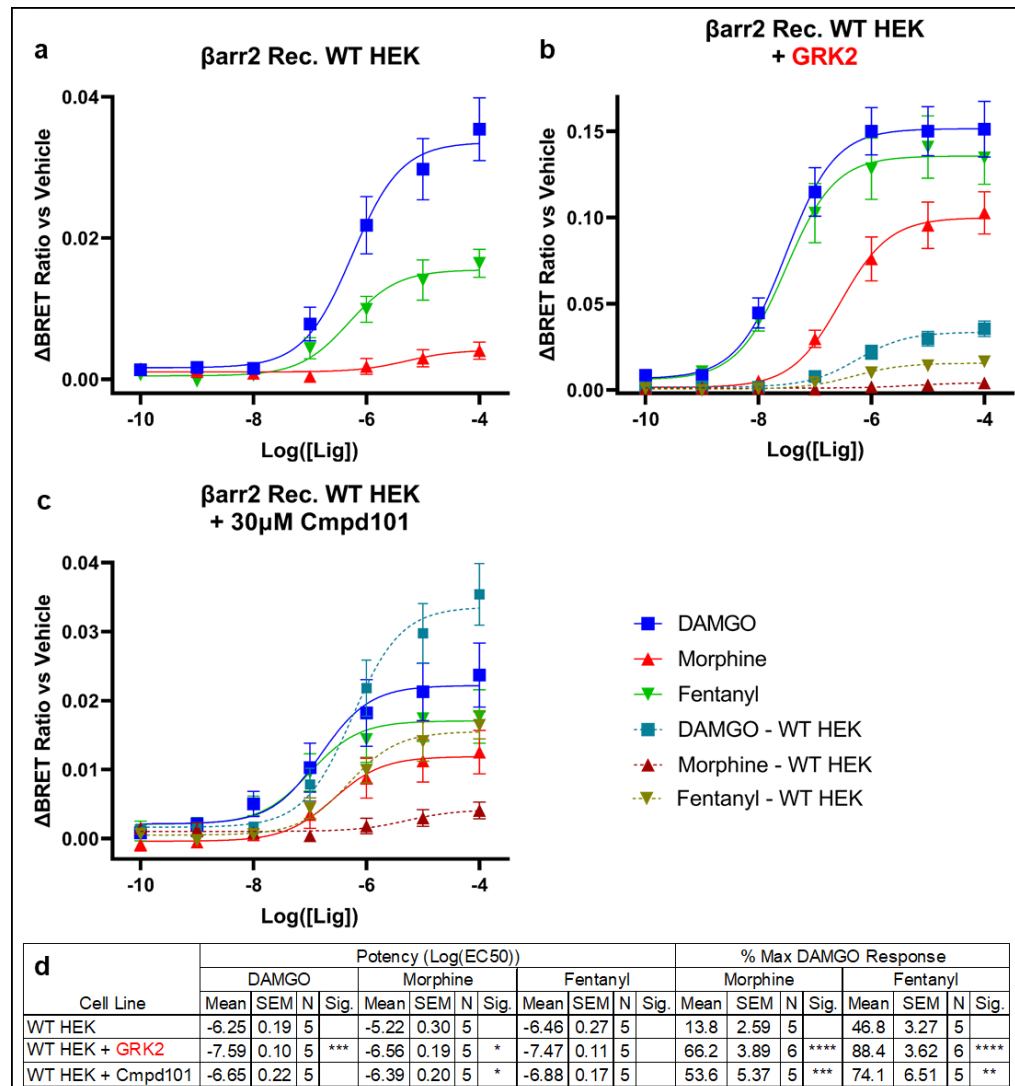 a
βarr2 Rec. WT HEK
ΔBRET Ratio vs Vehicle
0.04
0.02
0.00
-10 -8 -6 -4
Log([Lig])
b
βarr2 Rec. WT HEK
+ GRK2
ΔBRET Ratio vs Vehicle
0.15
0.10
0.05
0.00
-10 -8 -6 -4
Log([Lig])
c
βarr2 Rec. WT HEK
+ 30μM Cmpd101
ΔBRET Ratio vs Vehicle
0.04
0.03
0.02
0.01
0.00
-10 -8 -6 -4
Log([Lig])
DAMGO
Morphine
Fentanyl
DAMGO - WT HEK
Morphine - WT HEK
Fentanyl - WT HEK
d
Potency (Log(EC50)) % Max DAMGO Response
DAMGO Morphine Fentanyl Morphine Fentanyl
Cell Line Mean SEM N Sig. Mean SEM N Sig. Mean SEM N Sig. Mean SEM N Sig. Mean SEM N Sig.
WT HEK -6.25 0.19 5 -5.22 0.30 5 -6.46 0.27 5 13.8 2.59 5 46.8 3.27 5
WT HEK + GRK2 -7.59 0.10 5 *** -6.56 0.19 5 * -7.47 0.11 5 66.2 3.89 6 **** 88.4 3.62 6 ****
WT HEK + Cmpd101 -6.65 0.22 5 -6.39 0.20 5 * -6.88 0.17 5 53.6 5.37 5 *** 74.1 6.51 5 **